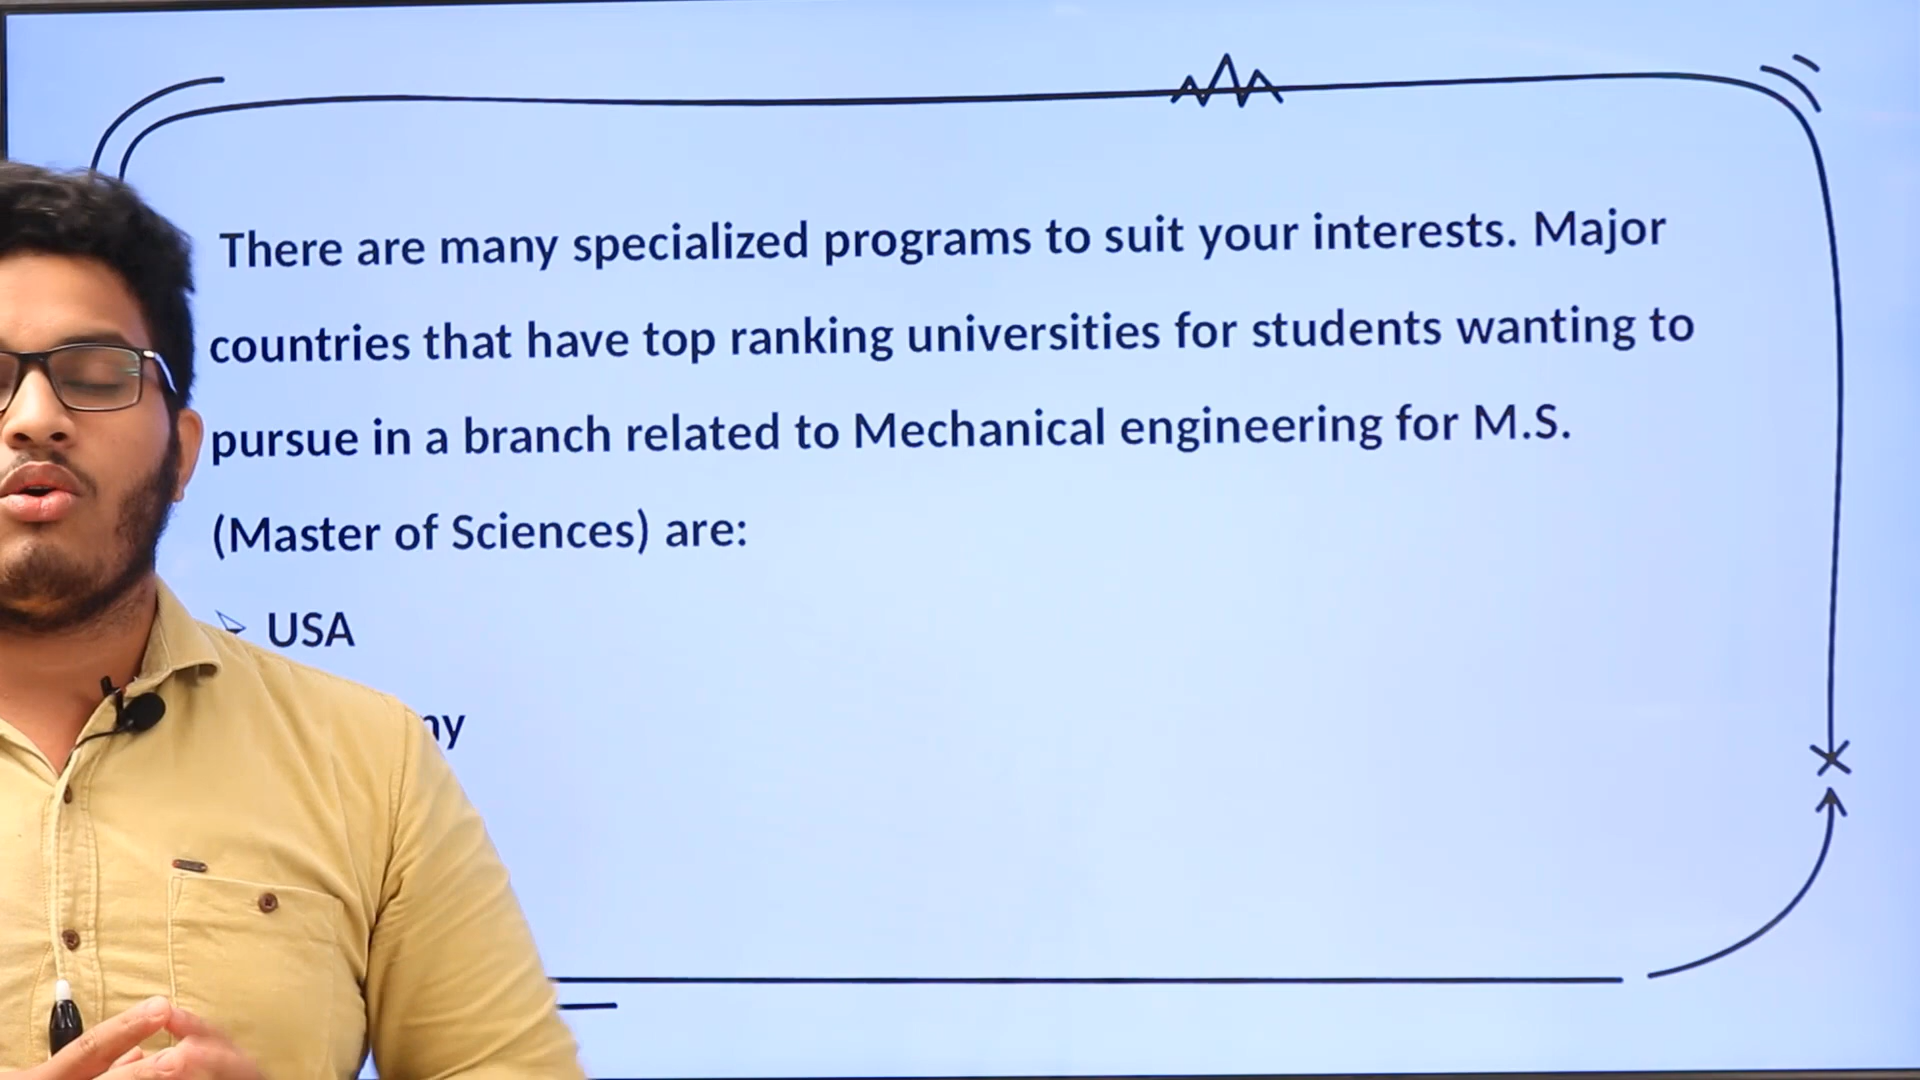 There are many specialized programs to suit your interests. Major
countries that have top ranking universities for students wanting to
pursue in a branch related to Mechanical engineering for M.S.
(Master of Sciences) are:
USA